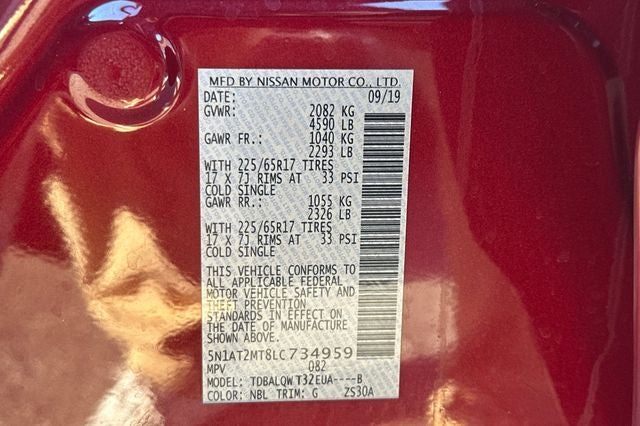 MFD BY NISSAN MOTOR CO., LTD.
DATE: 09/19
GVWR: 2082 KG
4590 LB
GAWR FR.: 1040 KG
2293 LB
WITH 225/65R17 TIRES
17 X 7J RIMS AT 33 PSI
COLD SINGLE
GAWR RR.: 1055 KG
2326 LB
WITH 225/65R17 TIRES
17 X 7J RIMS AT 33 PSI
COLD SINGLE
THIS VEHICLE CONFORMS TO
ALL APPLICABLE FEDERAL
MOTOR VEHICLE SAFETY AND
THEFT PREVENTION
STANDARDS IN EFFECT ON
THE DATE OF MANUFACTURE
SHOWN ABOVE.
5N1AT2MT8LC734959
MPV 082
MODEL: TDBALQWT32EUA----B
COLOR: NBL TRIM: G ZS30A